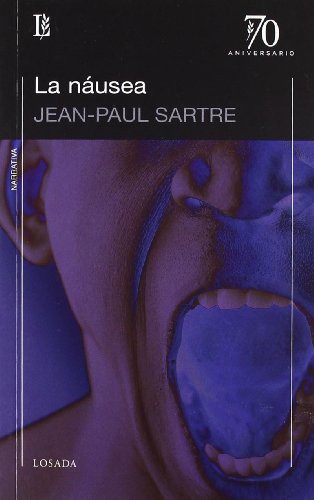 70
ANIVERSARIO
La náusea
JEAN-PAUL SARTRE
NARRATIVA
LOSADA